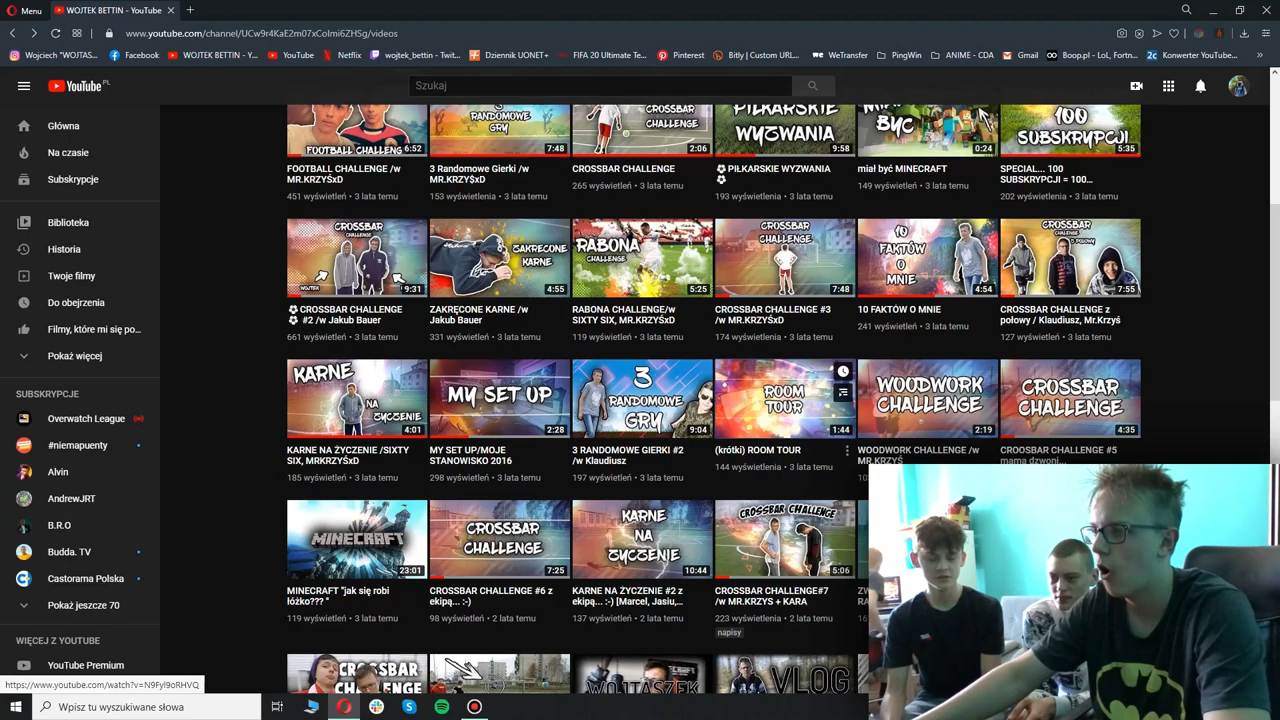 Menu
WOJTEK BETTIN - YouTube
www.youtube.com/channel/UCw9r4KaE2m07xColmi6ZHSg/videos
Wojciech "WOJTAS...
Facebook
WOJTEK BETTIN - Y...
YouTube
Netflix
wojtek_bettin - Twit...
Dziennik UONET+
FIFA 20 Ultimate Te...
Pinterest
Bitly | Custom URL...
WeTransfer
PingWin
ANIME - CDA
Gmail
Boop.pl - LoL, Fortn...
Konwerter YouTube...
YouTube PL
Szukaj
Główna
Na czasie
Subskrypcje
Biblioteka
Historia
Twoje filmy
Do obejrzenia
Filmy, które mi się po...
Pokaż więcej
SUBSKRYPCJE
Overwatch League
#niemapuenty
Alvin
AndrewJRT
B.R.O
Budda. TV
Castorama Polska
Pokaż jeszcze 70
WIĘCEJ Z YOUTUBE
YouTube Premium
https://www.youtube.com/watch?v=N9Fyl9oRHVQ
Wpisz tu wyszukiwane słowa
FOOTBALL CHALLENG
6:52
3
RANDOMOWE
GRY
7:48
CROSSBAR
CHALLENGE
2:06
PIŁKARSKIE
WYZWANIA
9:58
MIAŁ
BYĆ
0:24
100
SUBSKRYPCJI
5:35
FOOTBALL CHALLENGE /w
MR.KRZYŚxD
451 wyświetleń • 3 lata temu
3 Randomowe Gierki /w
MR.KRZY$xD
153 wyświetlenia • 3 lata temu
CROSSBAR CHALLENGE
265 wyświetleń • 3 lata temu
PIŁKARSKIE WYZWANIA
193 wyświetlenia • 3 lata temu
miał być MINECRAFT
149 wyświetleń • 3 lata temu
SPECIAL... 100
SUBSKRYPCJI = 100...
202 wyświetlenia • 3 lata temu
CROSSBAR
CHALLENGE
WOJTEK
9:31
ZAKRĘCONE
KARNE
4:55
RABONA
CHALLENGE
5:25
CROSSBAR
CHALLENGE
7:48
10
FAKTÓW
O
MNIE
4:54
CROSSBAR
CHALENGE
Z POŁOWY
7:55
CROSSBAR CHALLENGE
#2 /w Jakub Bauer
661 wyświetleń • 3 lata temu
ZAKRĘCONE KARNE /w
Jakub Bauer
331 wyświetleń • 3 lata temu
RABONA CHALLENGE/w
SIXTY SIX, MR.KRZYŚxD
119 wyświetleń • 3 lata temu
CROSSBAR CHALLENGE #3
/w MR.KRZYŚxD
174 wyświetlenia • 3 lata temu
10 FAKTÓW O MNIE
241 wyświetleń • 3 lata temu
CROSSBAR CHALLENGE z
połowy / Klaudiusz, Mr.Krzyś
127 wyświetleń • 3 lata temu
KARNE
NA
ŻYCZENIE
4:01
MY SET UP
2:28
3
RANDOMOWE
GRY
9:04
ROOM
TOUR
1:44
WOODWORK
CHALLENGE
2:19
CROSSBAR
CHALLENGE
4:35
KARNE NA ŻYCZENIE /SIXTY
SIX, MRKRZYŚxD
185 wyświetleń • 3 lata temu
MY SET UP/MOJE
STANOWISKO 2016
298 wyświetleń • 3 lata temu
3 RANDOMOWE GIERKI #2
/w Klaudiusz
197 wyświetleń • 3 lata temu
(krótki) ROOM TOUR
144 wyświetlenia • 3 lata temu
WOODWORK CHALLENGE /w
MR.KRZYŚ
CROOSBAR CHALLENGE #5
mama dzwoni...
MINECRAFT
23:01
CROSSBAR
CHALLENGE
7:25
KARNE
NA
ŻYCZENIE
10:44
CROSSBAR CHALLENGE
5:06
MINECRAFT "jak się robi
łóżko??? "
119 wyświetleń • 3 lata temu
CROSSBAR CHALLENGE #6 z
ekipą... :-)
98 wyświetleń • 2 lata temu
KARNE NA ŻYCZENIE #2 z
ekipą... :-) [Marcel, Jasiu,...
137 wyświetleń • 2 lata temu
CROSSBAR CHALLENGE#7
/w MR.KRZYS + KARA
223 wyświetlenia • 2 lata temu
napisy
CROSSBAR
CHALLENGE
WOJTASZEK
VLOG
BATMAN